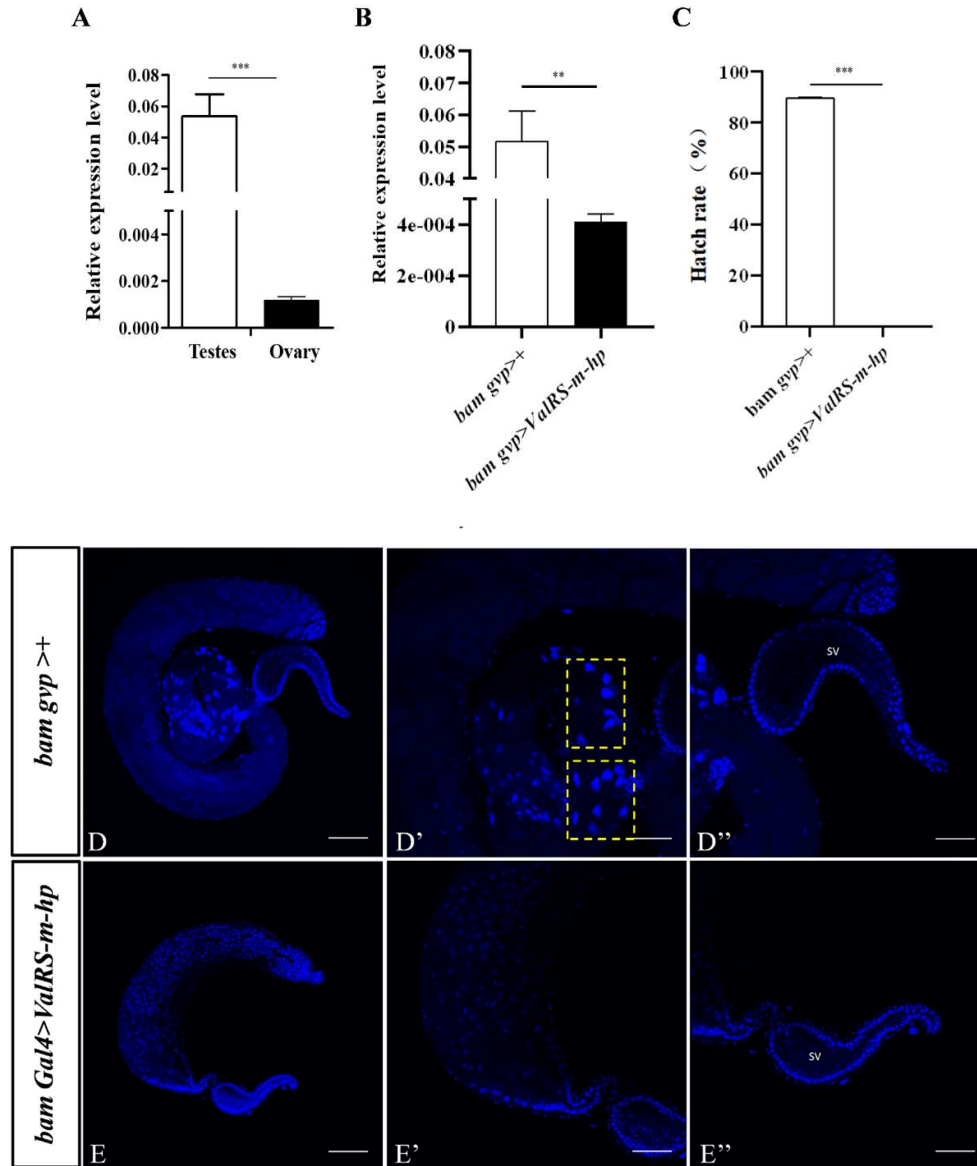 A
B
C
Relative expression level
0.08
0.06
0.04
0.02
0.004
0.002
0.000
***
Testes
Ovary
Relative expression level
0.08
0.07
0.06
0.05
0.04
4e-004
2e-004
0
**
bam gvp>+
bam gvp>ValRS-m-hp
Hatch rate ( %)
100
80
60
40
20
0
***
bam gvp>+
bam gvp>ValRS-m-hp
bam gvp >+
D
D’
sv
D”
bam Gal4>ValRS-m-hp
E
E’
sv
E”